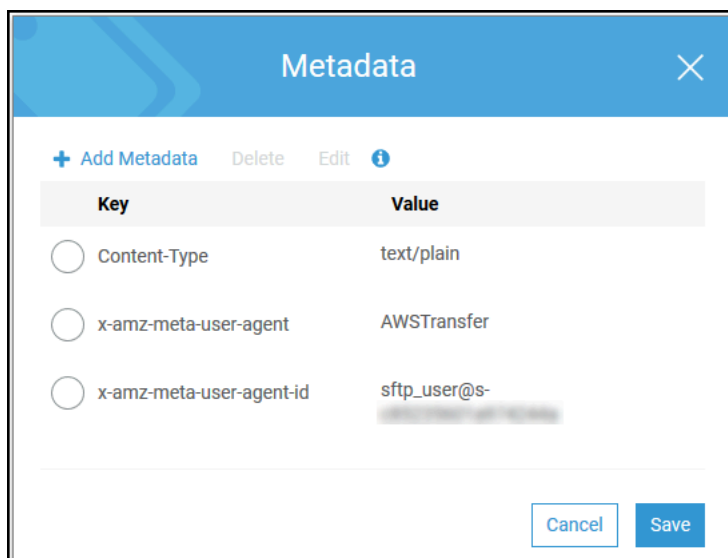 Metadata
+ Add Metadata Delete Edit
Key Value
Content-Type text/plain
x-amz-meta-user-agent AWSTransfer
x-amz-meta-user-agent-id sftp_user@s-
Cancel Save